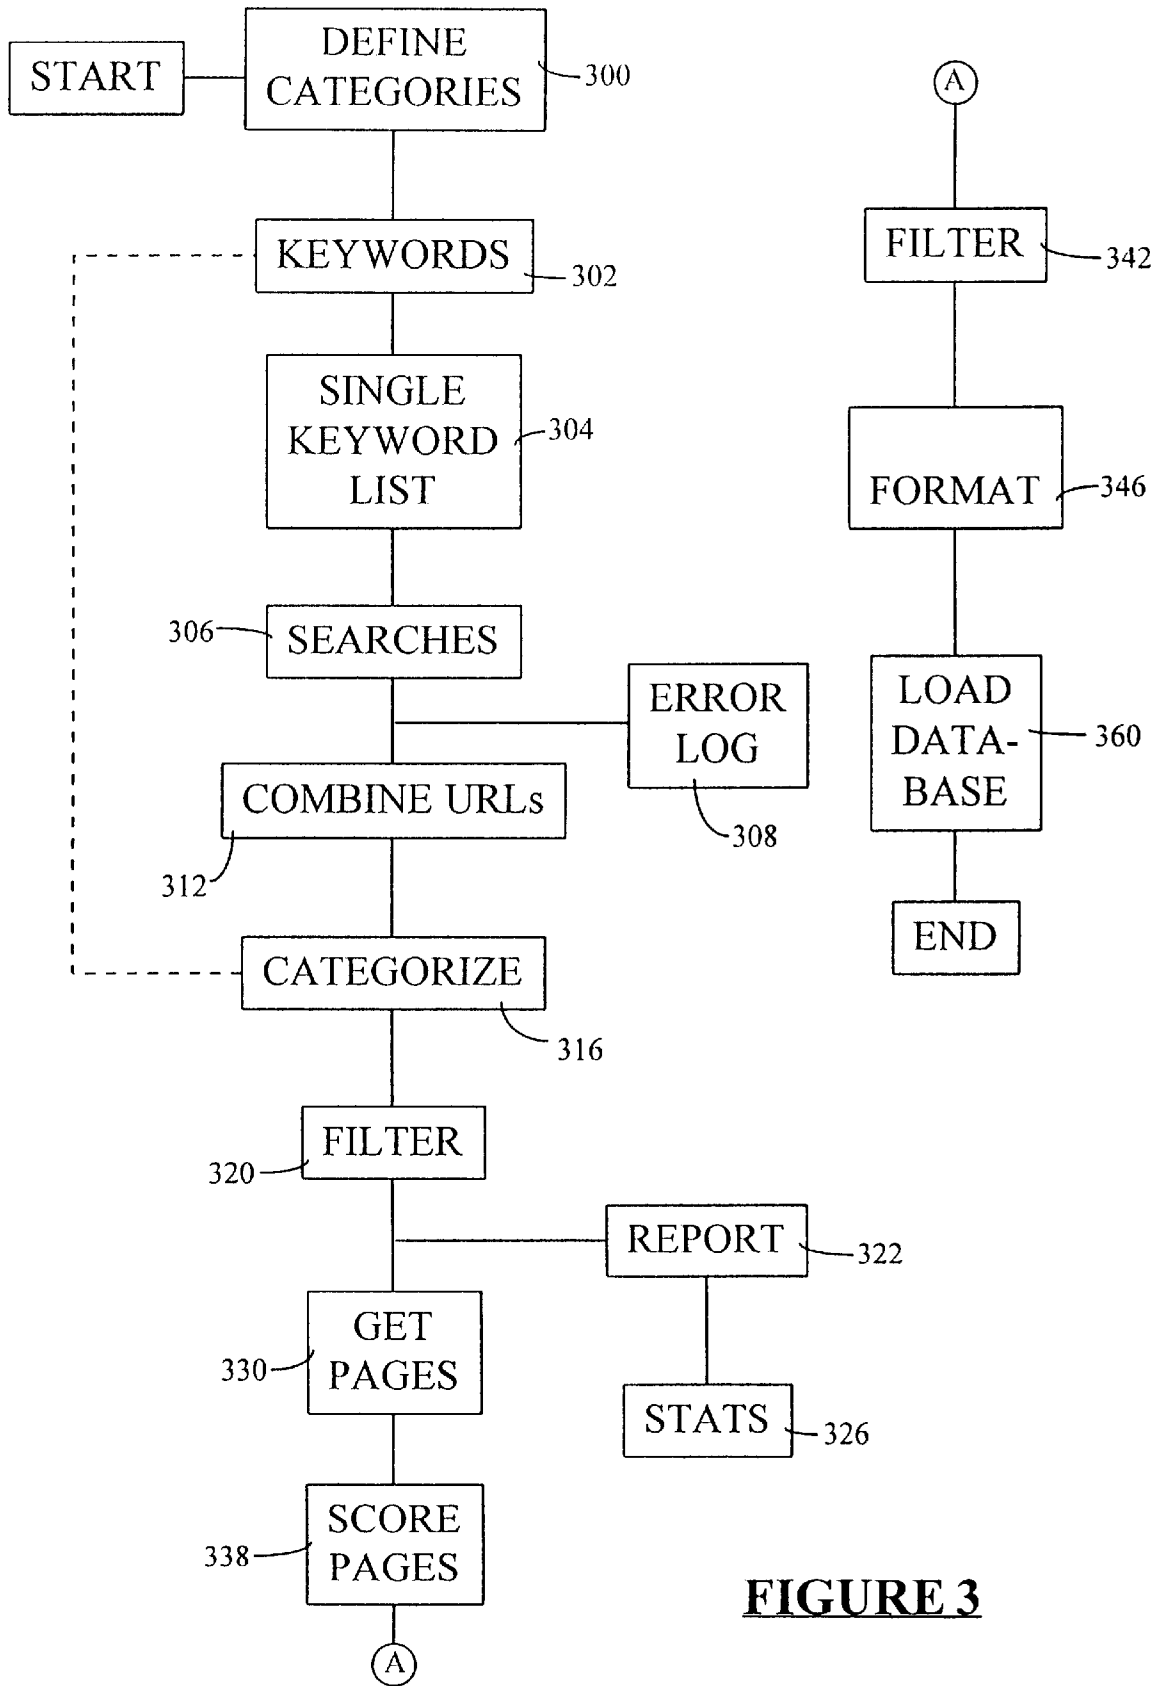 START
DEFINE
CATEGORIES
300
KEYWORDS
302
SINGLE
KEYWORD
LIST
304
306
SEARCHES
ERROR
LOG
308
COMBINE URLs
312
CATEGORIZE
316
FILTER
320
REPORT
322
GET
PAGES
330
STATS
326
SCORE
PAGES
338
A
A
FILTER
342
FORMAT
346
LOAD
DATA-
BASE
360
END
FIGURE 3